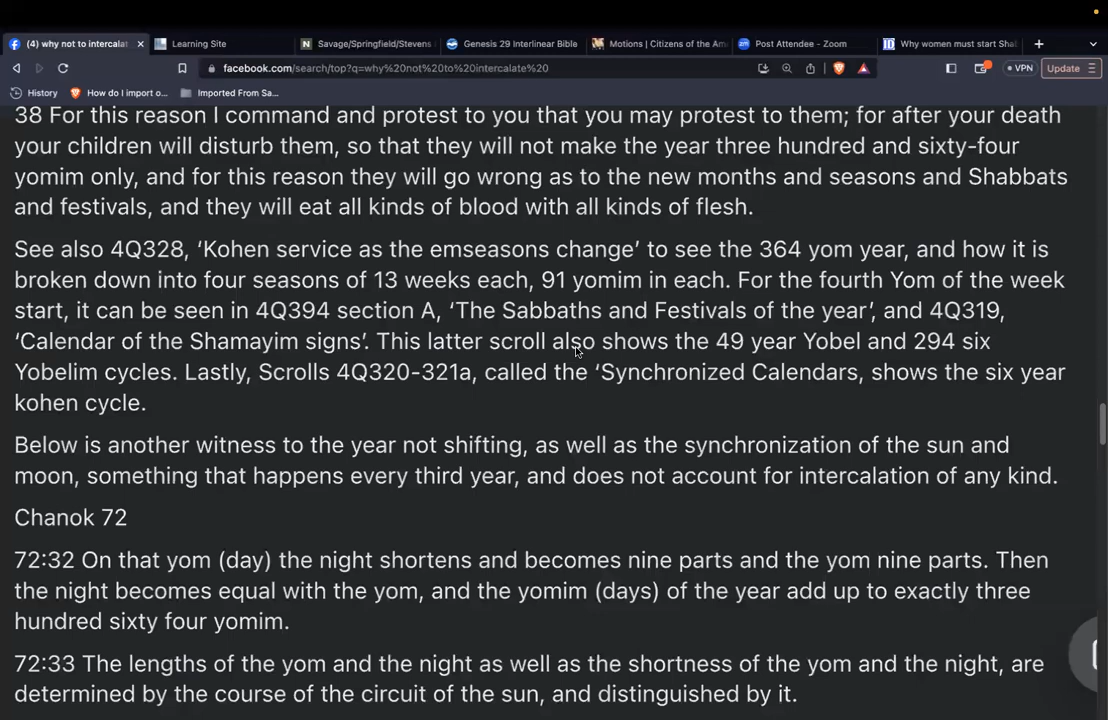 (4) why not to intercalat
Learning Site
Savage/Springfield/Stevens
Genesis 29 Interlinear Bible
Motions | Citizens of the Am
Post Attendee - Zoom
Why women must start Sha
facebook.com/search/top?q=why%20not%20to%20intercalate%20
VPN
Update
History
How do I import o...
Imported From Sa...
38 For this reason I command and protest to you that you may protest to them; for after your death
your children will disturb them, so that they will not make the year three hundred and sixty-four
yomim only, and for this reason they will go wrong as to the new months and seasons and Shabbats
and festivals, and they will eat all kinds of blood with all kinds of flesh.
See also 4Q328, ‘Kohen service as the emseasons change’ to see the 364 yom year, and how it is
broken down into four seasons of 13 weeks each, 91 yomim in each. For the fourth Yom of the week
start, it can be seen in 4Q394 section A, ‘The Sabbaths and Festivals of the year’, and 4Q319,
‘Calendar of the Shamayim signs’. This latter scroll also shows the 49 year Yobel and 294 six
Yobelim cycles. Lastly, Scrolls 4Q320-321a, called the ‘Synchronized Calendars, shows the six year
kohen cycle.
Below is another witness to the year not shifting, as well as the synchronization of the sun and
moon, something that happens every third year, and does not account for intercalation of any kind.
Chanok 72
72:32 On that yom (day) the night shortens and becomes nine parts and the yom nine parts. Then
the night becomes equal with the yom, and the yomim (days) of the year add up to exactly three
hundred sixty four yomim.
72:33 The lengths of the yom and the night as well as the shortness of the yom and the night, are
determined by the course of the circuit of the sun, and distinguished by it.